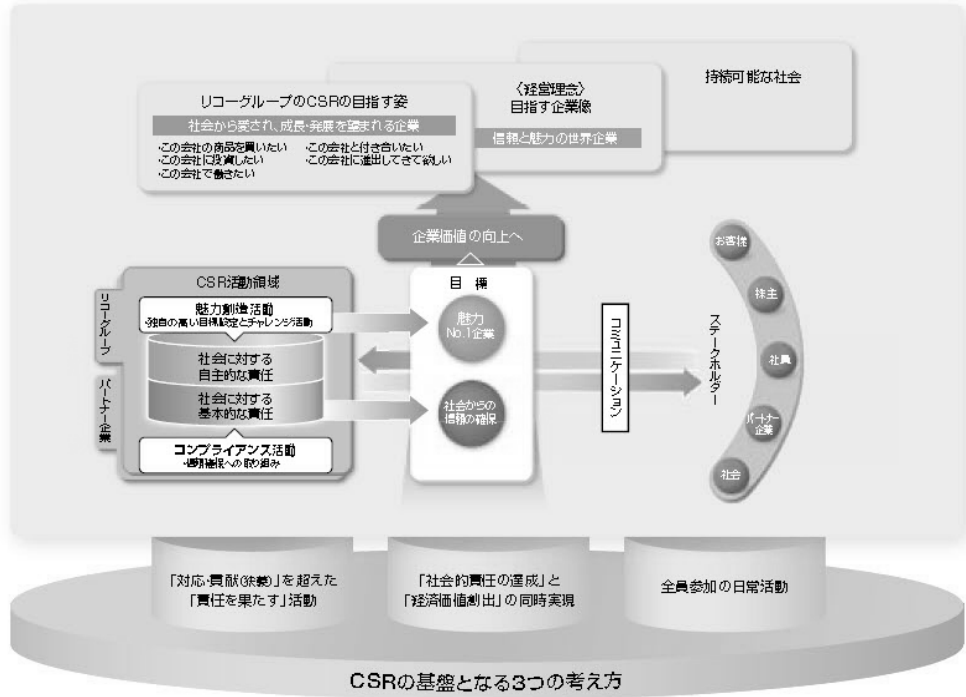 持続可能な社会
〈経営理念〉
目指す企業像
信頼と魅力の世界企業
リコーグループのCSRの目指す姿
社会から愛され、成長・発展を望まれる企業
・この会社の商品を買いたい
・この会社に投資したい
・この会社で働きたい
・この会社と付き合いたい
・この会社に進出してきて欲しい
企業価値の向上へ
リコーグループ
パートナー企業
CSR活動領域
魅力創造活動
・独自の高い目標設定とチャレンジ活動
社会に対する
自主的な責任
社会に対する
基本的な責任
コンプライアンス活動
・信頼確保への取り組み
目 標
魅力
No.1企業
社会からの
信頼の確保
コミュニケーション
ステークホルダー
お客様
株主
社員
パートナー
企業
社会
「対応・貢献(狭義)」を超えた
「責任を果たす」活動
「社会的責任の達成」と
「経済価値創出」の同時実現
全員参加の日常活動
CSRの基盤となる3つの考え方